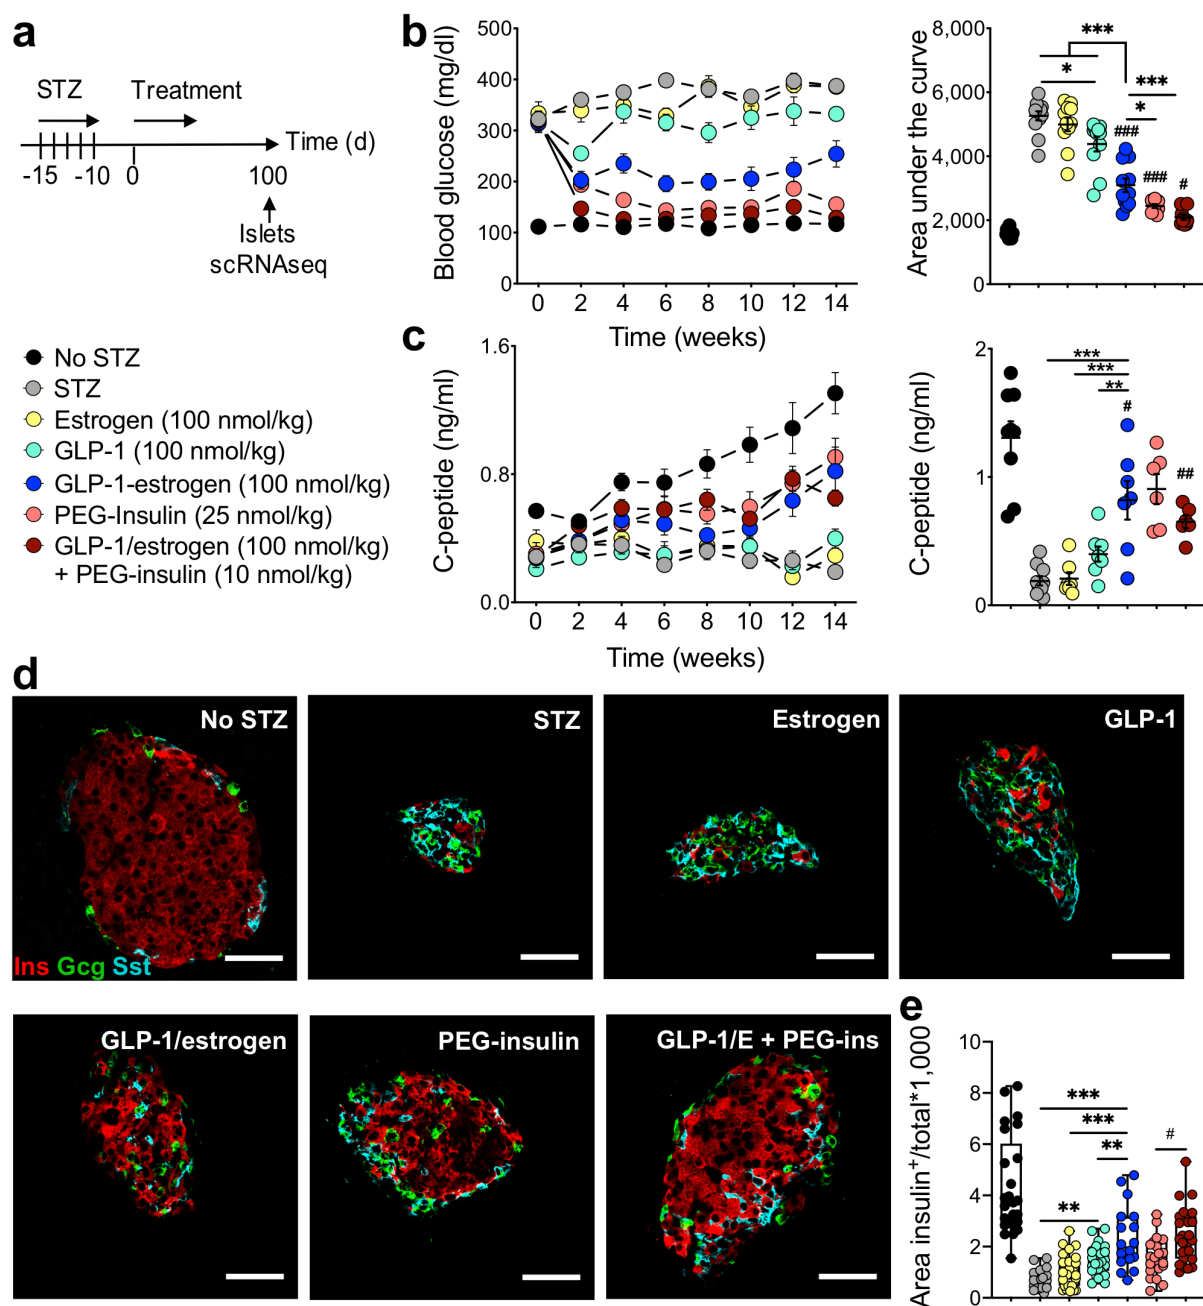 a
STZ
Treatment
Time (d)
-15
-10
0
100
Islets
scRNAseq
No STZ
STZ
Estrogen (100 nmol/kg)
GLP-1 (100 nmol/kg)
GLP-1-estrogen (100 nmol/kg)
PEG-Insulin (25 nmol/kg)
GLP-1/estrogen (100 nmol/kg)
+ PEG-insulin (10 nmol/kg)
b
Blood glucose (mg/dl)
500
400
300
200
100
0
0 2 4 6 8 10 12 14
Time (weeks)
Area under the curve
8,000
6,000
4,000
2,000
0
***
*
***
*
###
###
#
c
C-peptide (ng/ml)
1.6
0.8
0.0
0 2 4 6 8 10 12 14
Time (weeks)
C-peptide (ng/ml)
2
1
0
***
***
**
#
##
d
No STZ
Ins Gcg Sst
STZ
Estrogen
GLP-1
GLP-1/estrogen
PEG-insulin
GLP-1/E + PEG-ins
e
Area insulin+/total*1,000
10
8
6
4
2
0
***
***
**
#
**